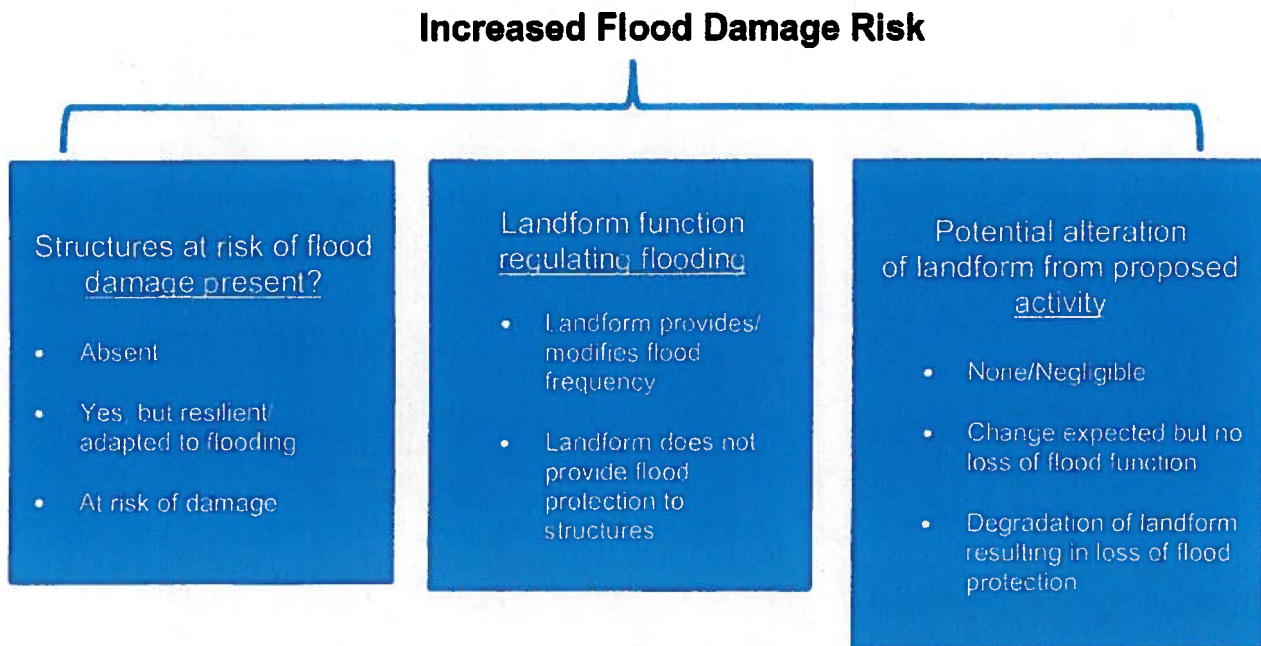 Increased Flood Damage Risk
Structures at risk of flood
damage present?
• Absent
• Yes, but resilient/
adapted to flooding
• At risk of damage
Landform function
regulating flooding
• Landform provides/
modifies flood
frequency
• Landform does not
provide flood
protection to
structures
Potential alteration
of landform from proposed
activity
• None/Negligible
• Change expected but no
loss of flood function
• Degradation of landform
resulting in loss of flood
protection